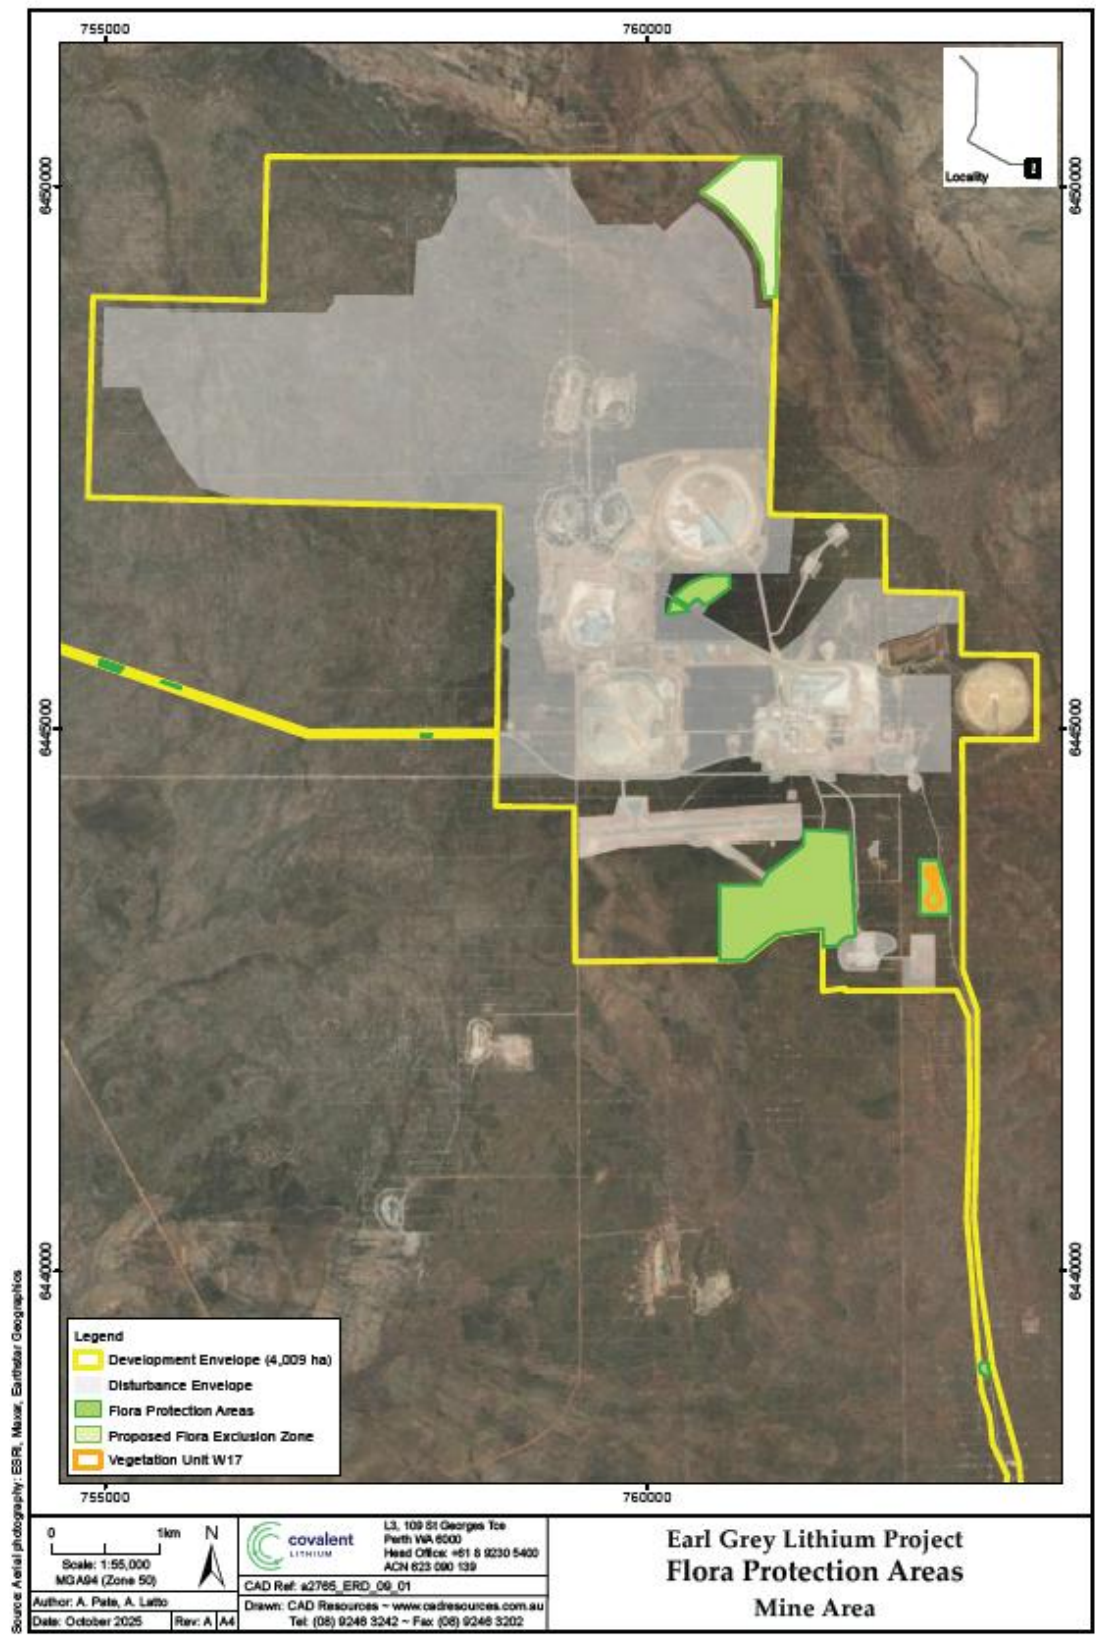 755000
760000
6450000
6450000
Locality
6445000
6445000
6440000
6440000
Legend
Development Envelope (4,009 ha)
Disturbance Envelope
Flora Protection Areas
Proposed Flora Exclusion Zone
Vegetation Unit W17
755000
760000
Source: Aerial photography: ESRI, Maxar, Earthstar Geographics
0 1km N
Scale: 1:55,000
MGA94 (Zone 50)
Author: A. Pate, A. Latto
Date: October 2025 Rev: A A4
covalent
LITHIUM
L3, 109 St Georges Tce
Perth WA 6000
Head Office: +61 8 9230 5400
ACN 623 090 139
CAD Ref: a2765_ERD_09_01
Drawn: CAD Resources ~ www.cadresources.com.au
Tel: (08) 9246 3242 ~ Fax (08) 9246 3202
Earl Grey Lithium Project
Flora Protection Areas
Mine Area